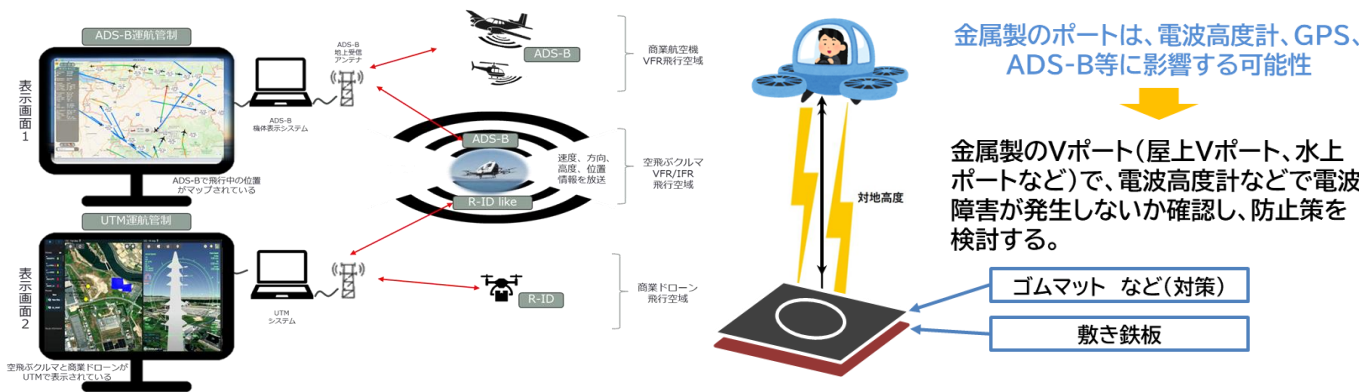 ADS-B運航管制
表示画面1
ADS-Bで飛行中の位置
がマップされている
ADS-B
機体表示システム
ADS-B
地上受信
アンテナ
ADS-B
商業航空機
VFR飛行空域
ADS-B
速度、方向、
高度、位置
情報を放送
R-ID like
空飛ぶクルマ
VFR/IFR
飛行空域
UTM運航管制
表示画面2
空飛ぶクルマと商業ドローンが
UTMで表示されている
UTM
システム
R-ID
商業ドローン
飛行空域
対地高度
金属製のポートは、電波高度計、GPS、
ADS-B等に影響する可能性
金属製のVポート(屋上Vポート、水上
ポートなど)で、電波高度計などで電波
障害が発生しないか確認し、防止策を
検討する。
ゴムマット など(対策)
敷き鉄板